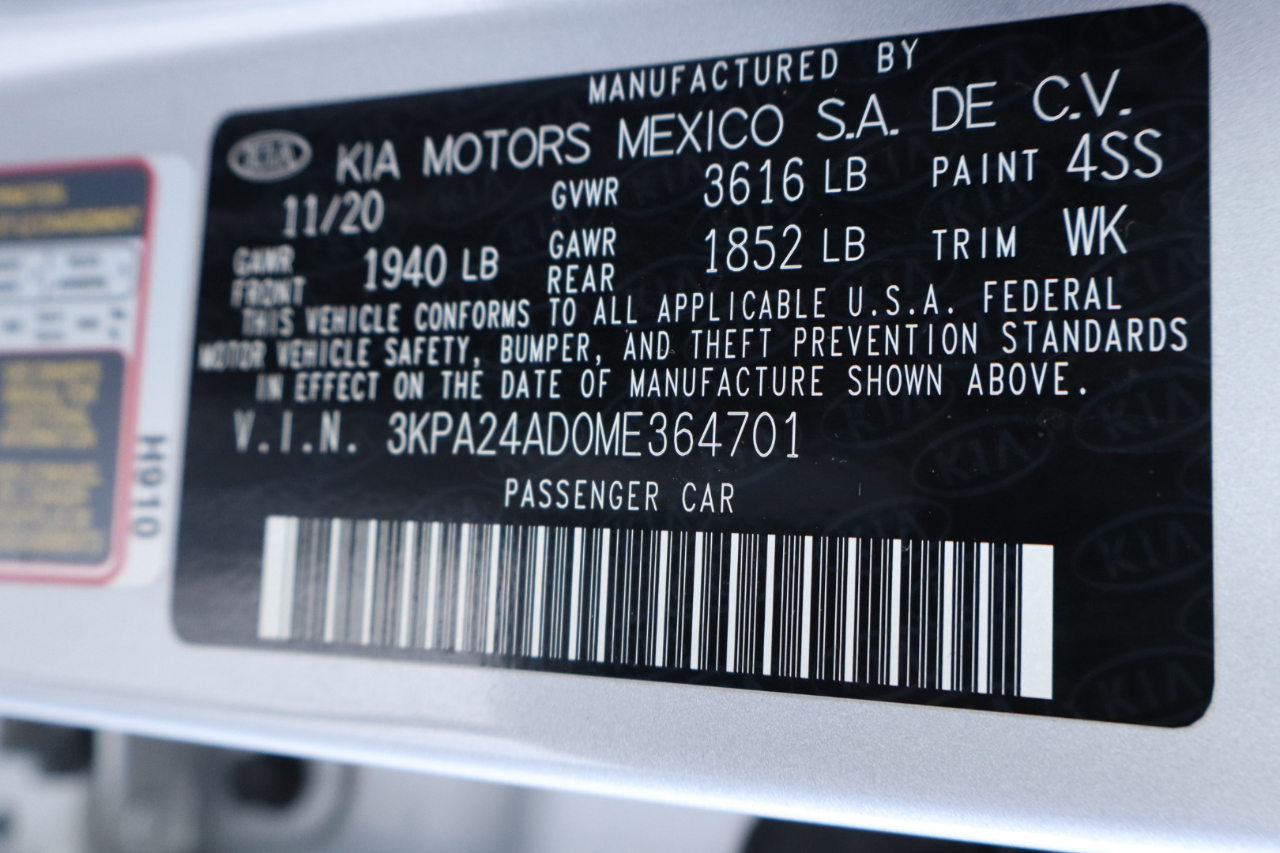 MANUFACTURED BY
KIA KIA MOTORS MEXICO S.A. DE C.V.
11/20 GVWR 3616 LB PAINT 4SS
GAWR FRONT 1940 LB GAWR REAR 1852 LB TRIM WK
THIS VEHICLE CONFORMS TO ALL APPLICABLE U.S.A. FEDERAL
MOTOR VEHICLE SAFETY, BUMPER, AND THEFT PREVENTION STANDARDS
IN EFFECT ON THE DATE OF MANUFACTURE SHOWN ABOVE.
V.I.N. 3KPA24AD0ME364701
PASSENGER CAR
H910